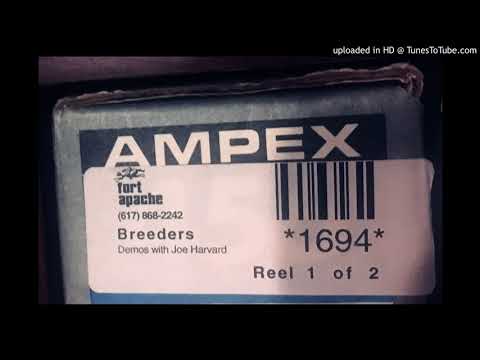 uploaded in HD @ TunesToTube.com
AMPEX
fort
apache
(617) 868-2242
Breeders
Demos with Joe Harvard
*1694*
Reel 1 of 2